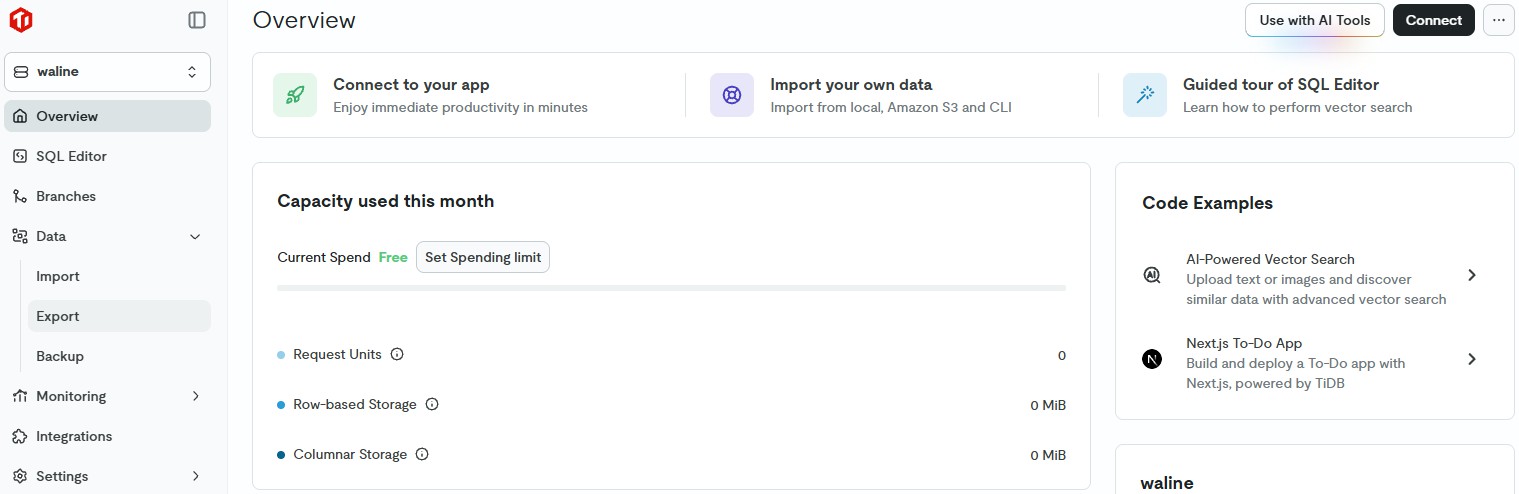 waline
Overview
SQL Editor
Branches
Data
Import
Export
Backup
Monitoring
Integrations
Settings
Overview
Use with AI Tools
Connect
Connect to your app
Enjoy immediate productivity in minutes
Import your own data
Import from local, Amazon S3 and CLI
Guided tour of SQL Editor
Learn how to perform vector search
Capacity used this month
Current Spend Free Set Spending limit
Request Units 0
Row-based Storage 0 MiB
Columnar Storage 0 MiB
Code Examples
AI-Powered Vector Search
Upload text or images and discover
similar data with advanced vector search
Next.js To-Do App
Build and deploy a To-Do app with
Next.js, powered by TiDB
waline